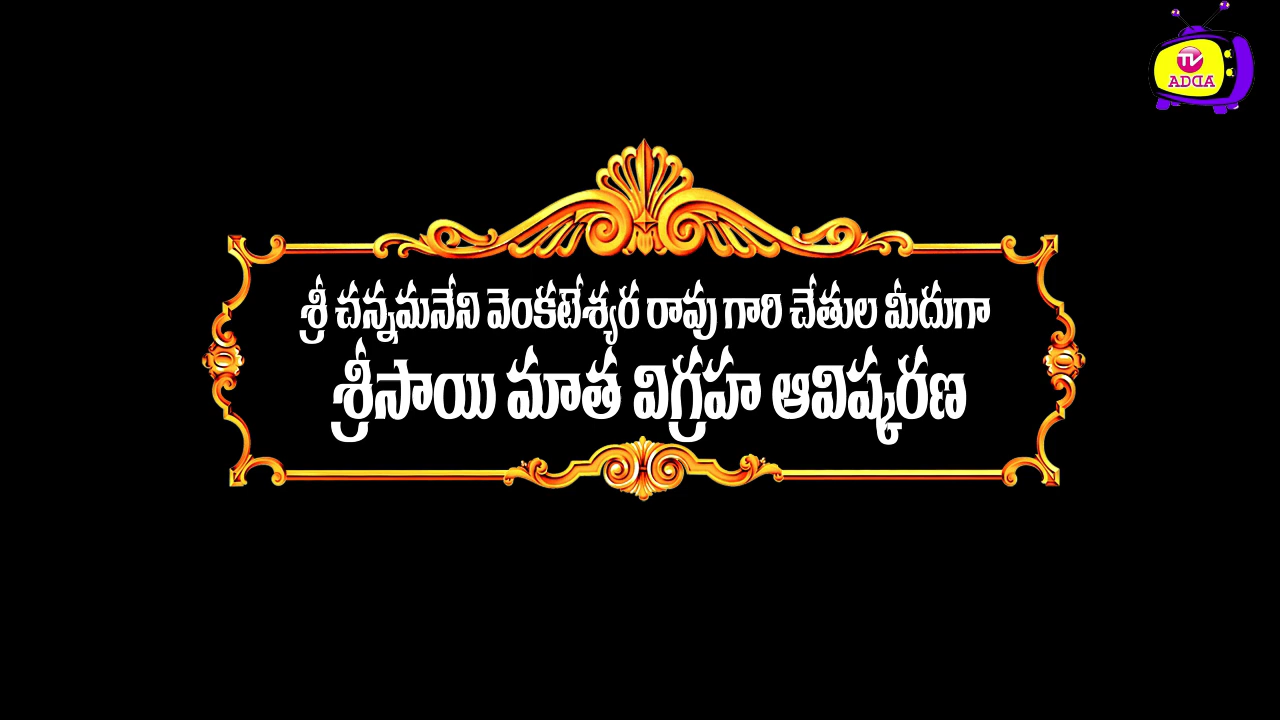 TV
ADDA
శ్రీ చన్నమనేని వెంకటేశ్వర రావు గారి చేతుల మీదుగా
శ్రీసాయి మాత విగ్రహ ఆవిష్కరణ